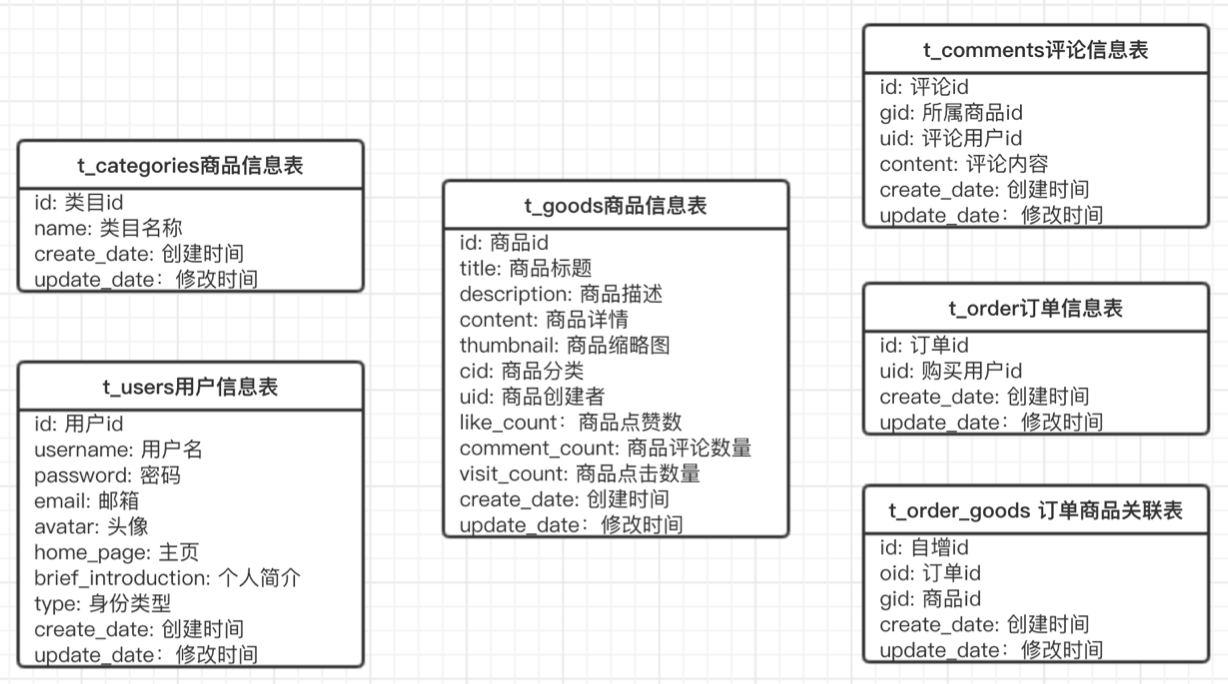 t_categories商品信息表
id: 类目id
name: 类目名称
create_date: 创建时间
update_date：修改时间
t_users用户信息表
id: 用户id
username: 用户名
password: 密码
email: 邮箱
avatar: 头像
home_page: 主页
brief_introduction: 个人简介
type: 身份类型
create_date: 创建时间
update_date：修改时间
t_goods商品信息表
id: 商品id
title: 商品标题
description: 商品描述
content: 商品详情
thumbnail: 商品缩略图
cid: 商品分类
uid: 商品创建者
like_count：商品点赞数
comment_count: 商品评论数量
visit_count: 商品点击数量
create_date: 创建时间
update_date：修改时间
t_comments评论信息表
id: 评论id
gid: 所属商品id
uid: 评论用户id
content: 评论内容
create_date: 创建时间
update_date：修改时间
t_order订单信息表
id: 订单id
uid: 购买用户id
create_date: 创建时间
update_date：修改时间
t_order_goods 订单商品关联表
id: 自增id
oid: 订单id
gid: 商品id
create_date: 创建时间
update_date：修改时间